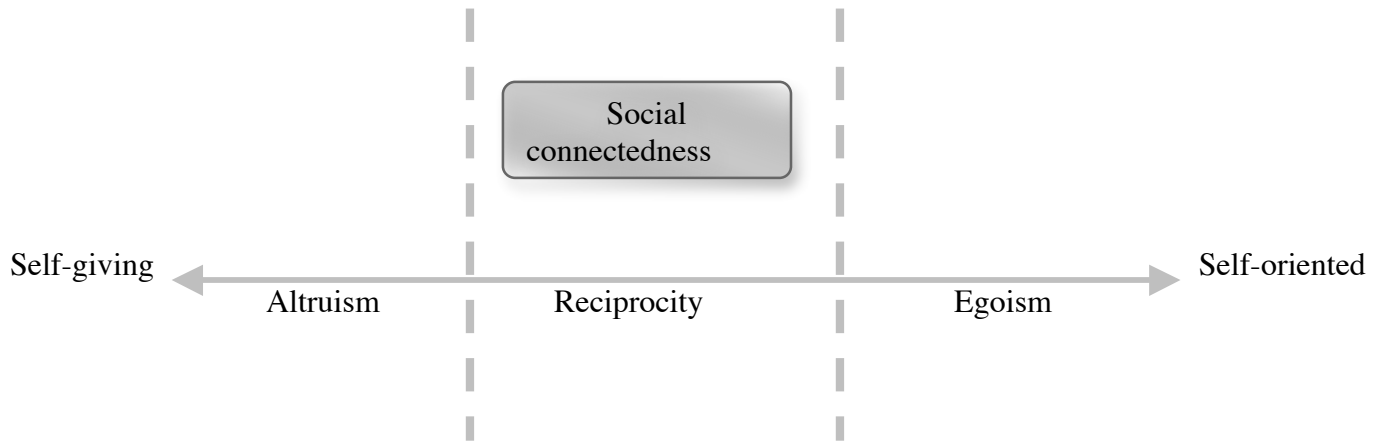 Social
connectedness
Self-giving
Self-oriented
Altruism
Reciprocity
Egoism